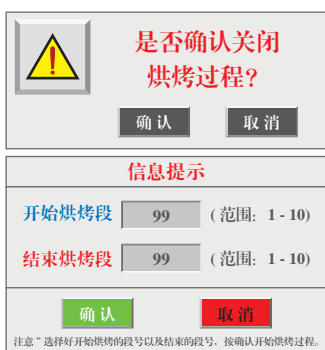 是否确认关闭
烘烤过程?
确认 取消
信息提示
开始烘烤段 99 (范围: 1 - 10)
结束烘烤段 99 (范围: 1 - 10)
确认 取消
注意"选择好开始烘烤的段号以及结束的段号, 按确认开始烘烤过程。